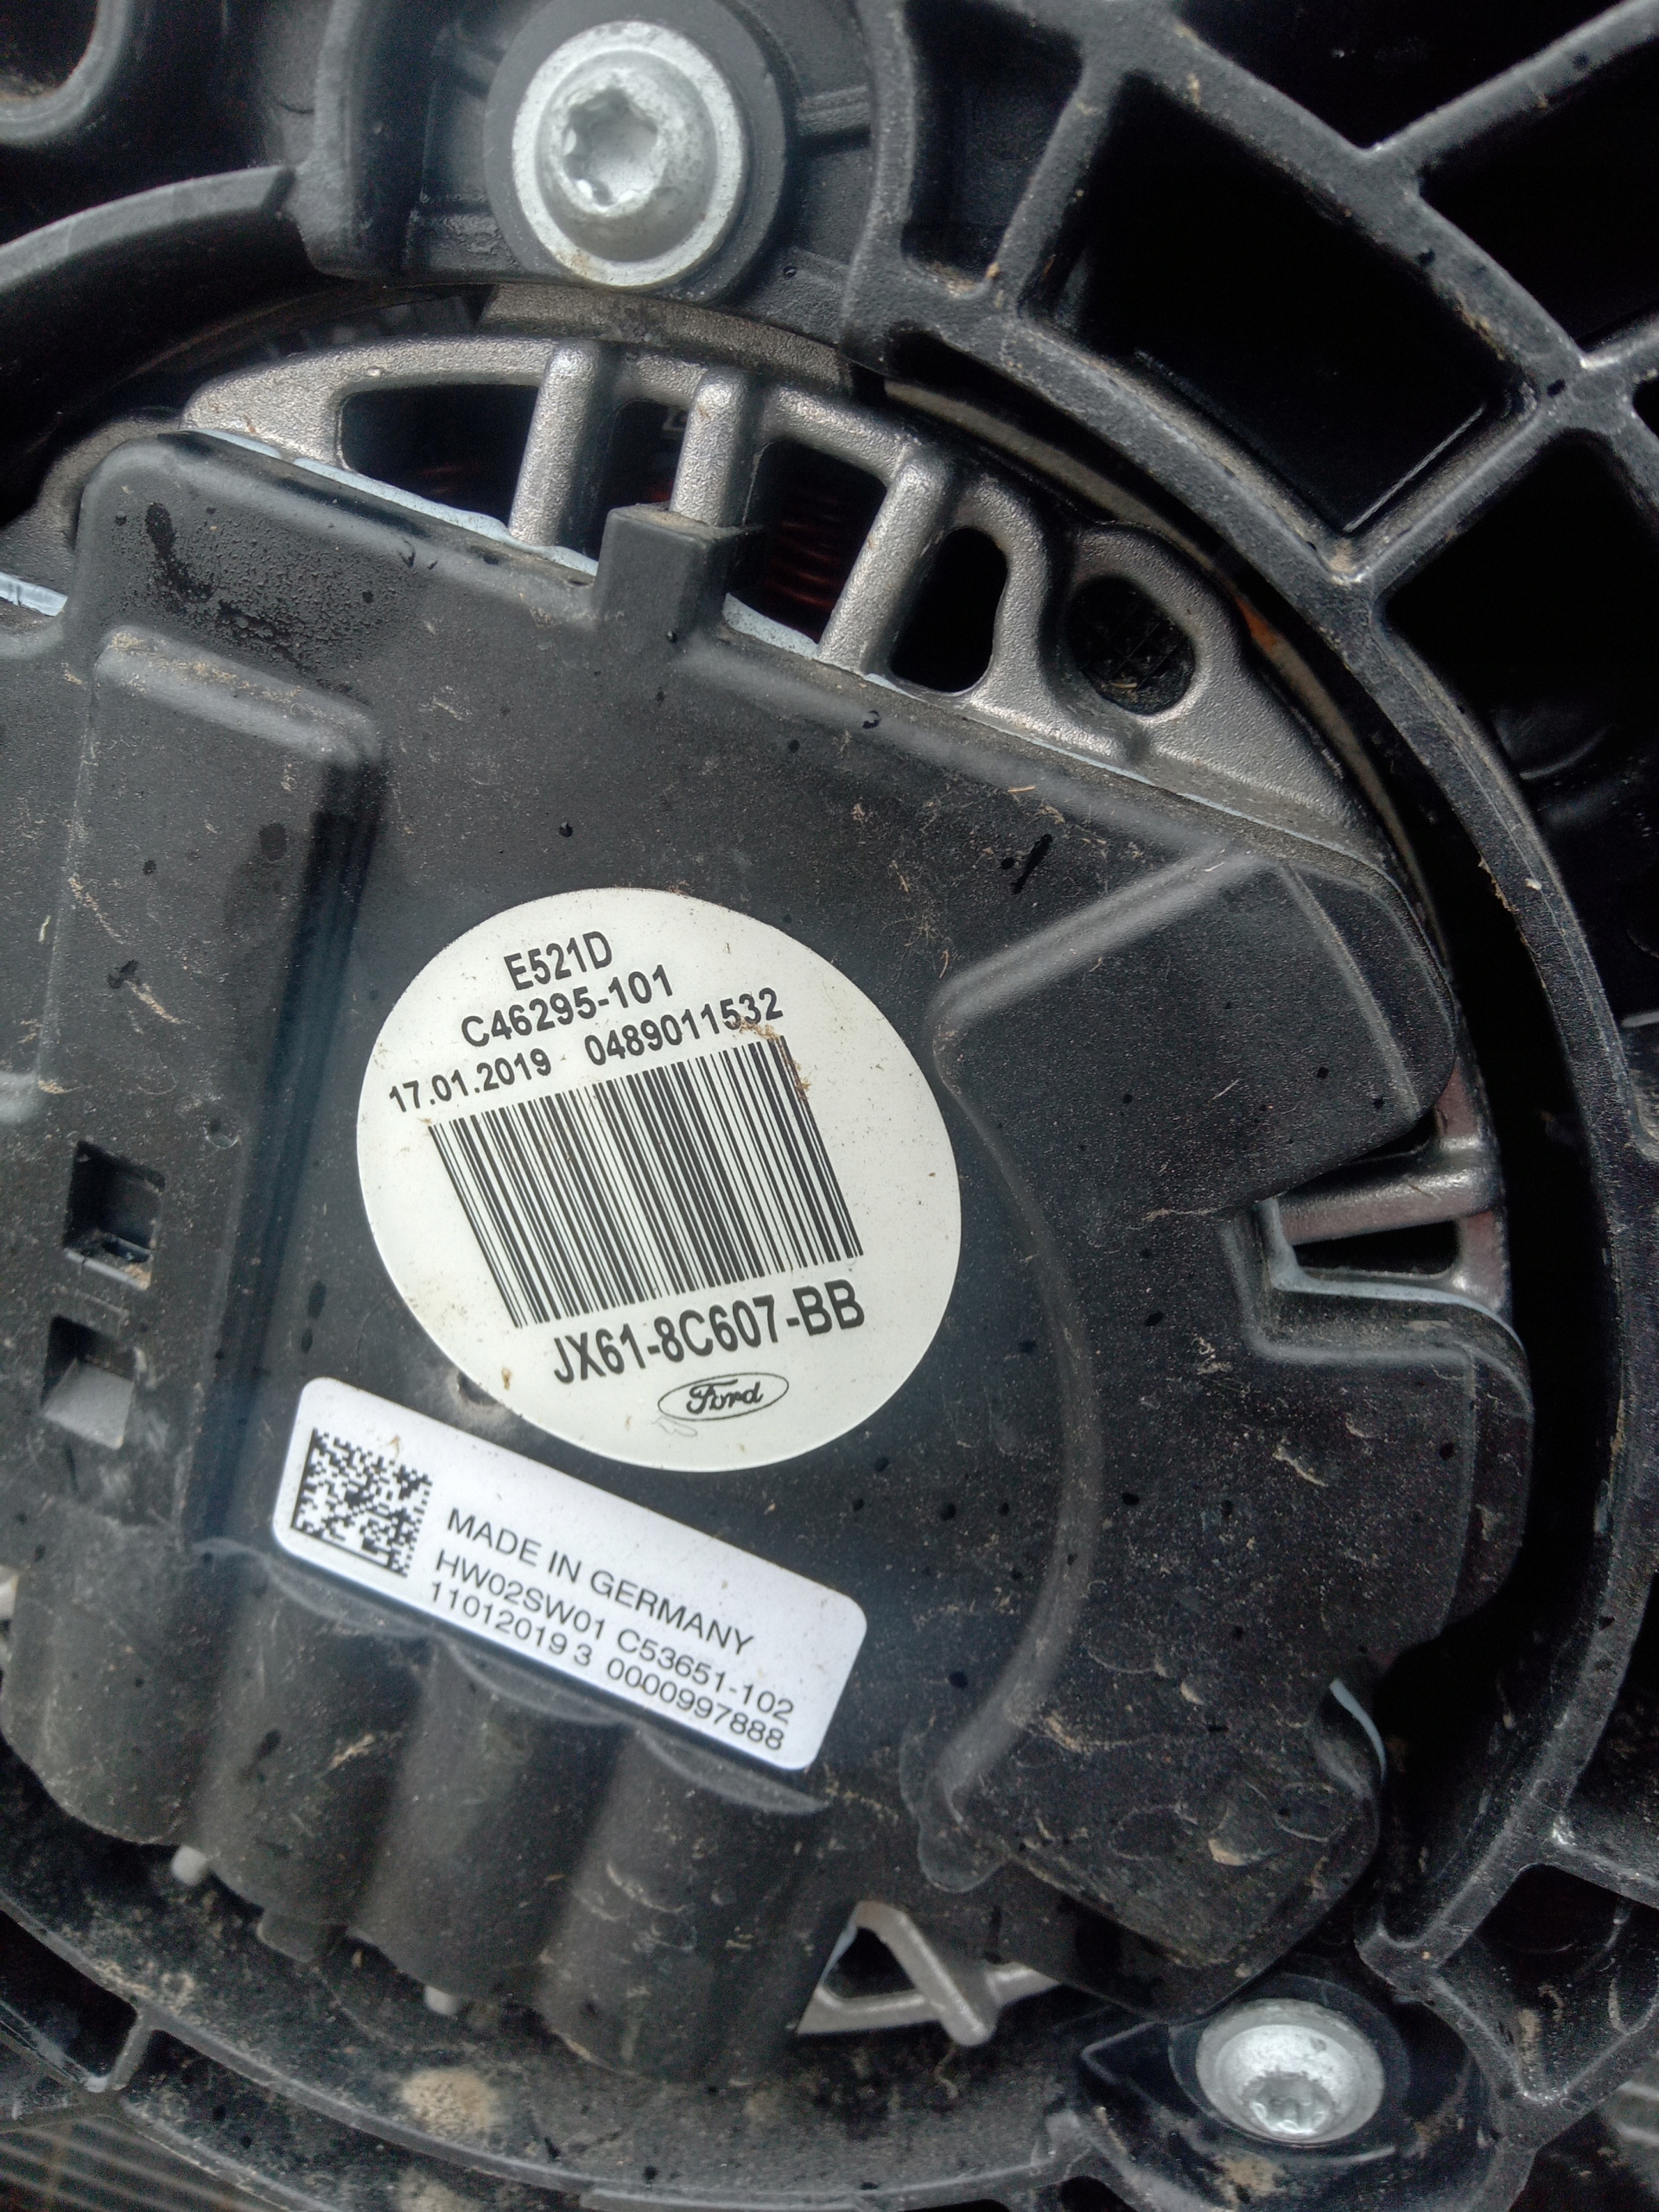 E521D
C46295-101
17.01.2019 0489011532
JX61-8C607-BB
Ford
MADE IN GERMANY
HW02SW01 C53651-102
11012019 3 0000997888